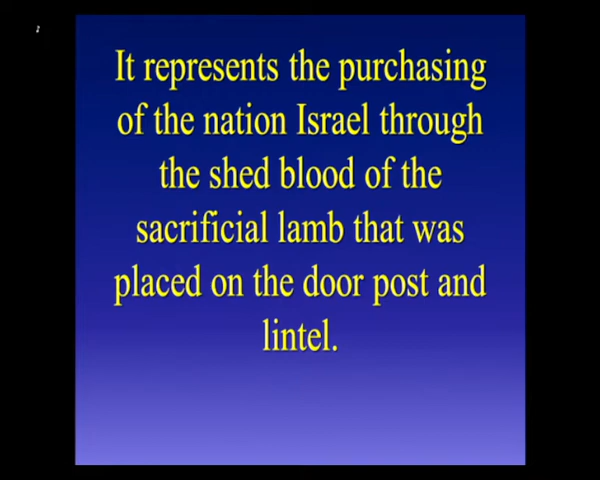 It represents the purchasing
of the nation Israel through
the shed blood of the
sacrificial lamb that was
placed on the door post and
lintel.